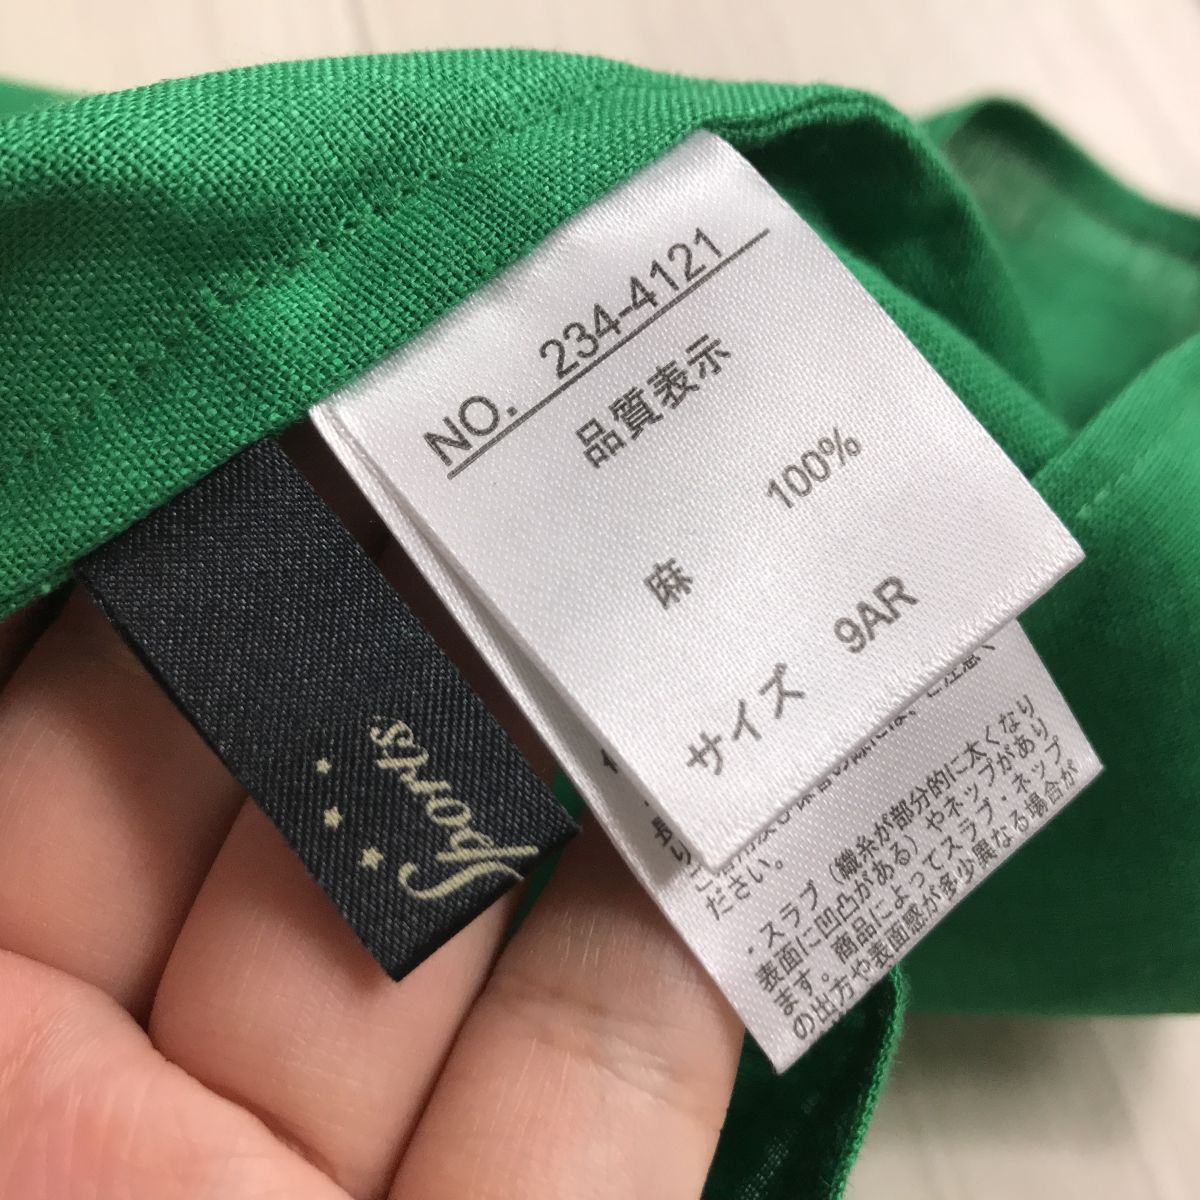 NO. 234-4121
品質表示
麻 100%
サイズ 9AR
Sports
ださい。
・スラブ（織糸が部分的に太くなり
表面に凹凸がある）やネップがあり
ます。商品によってスラブ・ネップ
の出方や表面感が多少異なる場合が